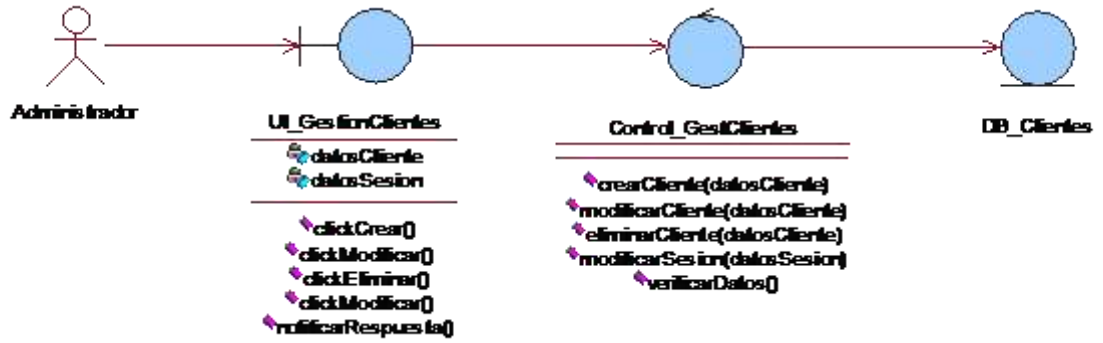 Administrador
UI_GestionClientes
datosCliente
datosSesion
clickCrear()
clickModificar()
clickEliminar()
clickModificar()
notificarRespuesta()
Control_GestClientes
crearCliente(datosCliente)
modificarCliente(datosCliente)
eliminarCliente(datosCliente)
modificarSesion(datosSesion)
verificarDatos()
DB_Clientes